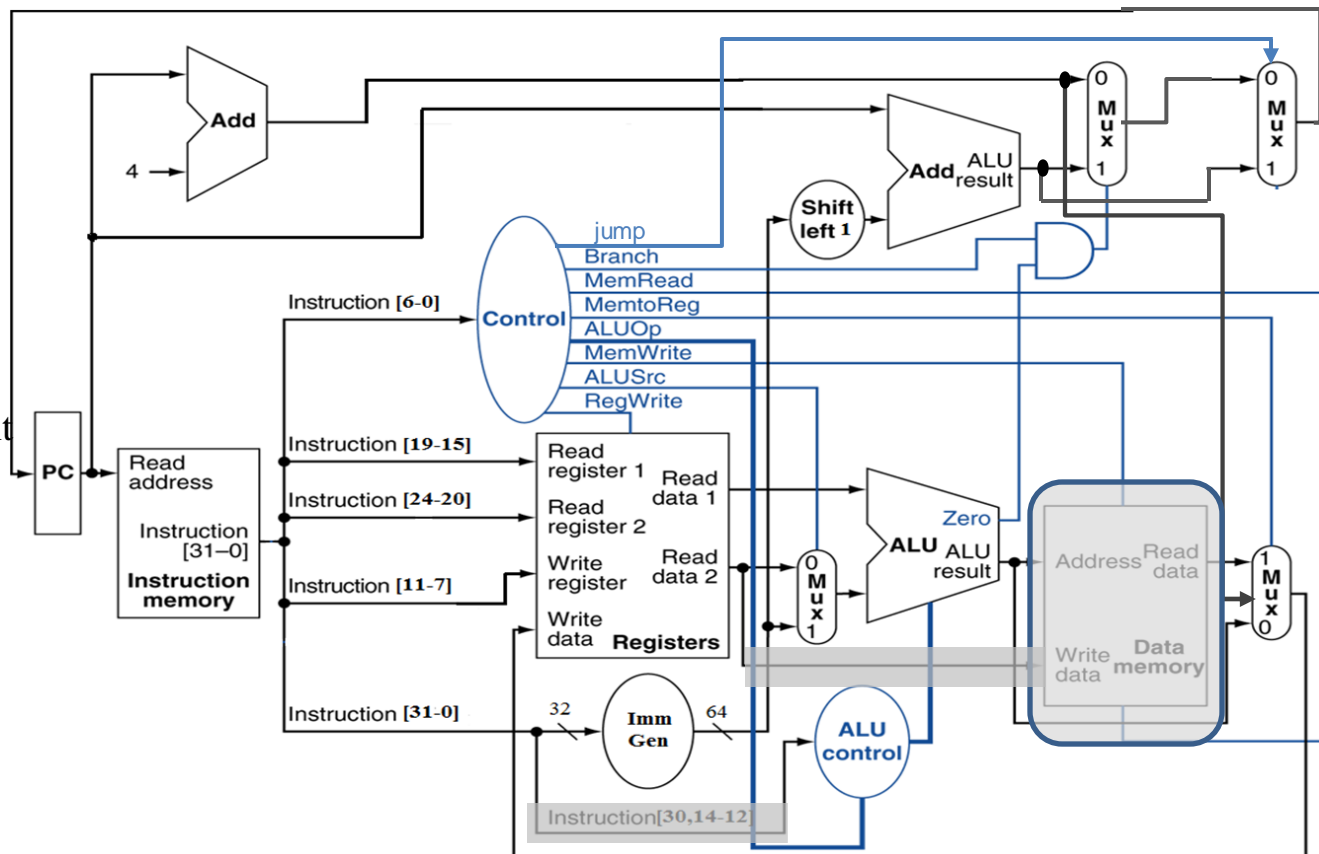 0
M
u
x
1
0
M
u
x
1
Add
4
Add
ALU
result
Shift
left 1
jump
Branch
MemRead
MemtoReg
ALUOp
MemWrite
ALUSrc
RegWrite
Control
Instruction [6-0]
t
PC
Read
address
Instruction
[31–0]
Instruction
memory
Instruction [19-15]
Instruction [24-20]
Instruction [11-7]
Instruction [31-0]
Read
register 1
Read
register 2
Write
register
Write
data
Read
data 1
Read
data 2
Registers
0
M
u
x
1
Zero
ALU
ALU
result
Address
Read
data
Write
data
Data
memory
1
M
u
x
0
32
Imm
Gen
64
ALU
control
Instruction[30,14-12]